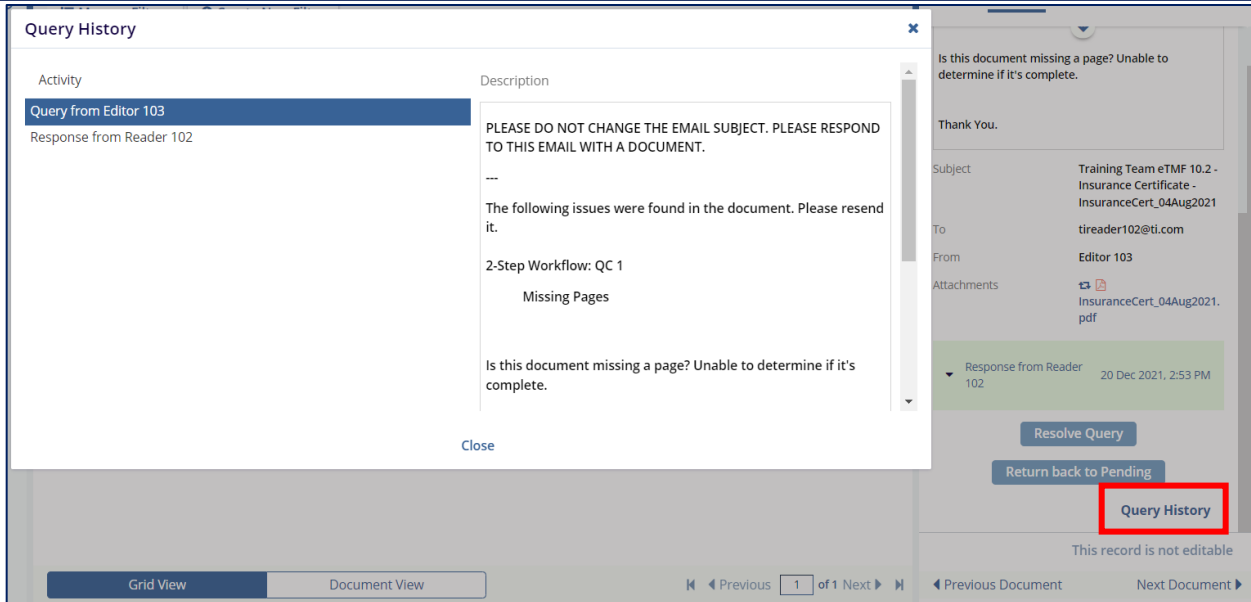 Query History
Activity
Query from Editor 103
Response from Reader 102
Description
PLEASE DO NOT CHANGE THE EMAIL SUBJECT. PLEASE RESPOND
TO THIS EMAIL WITH A DOCUMENT.
---
The following issues were found in the document. Please resend
it.
2-Step Workflow: QC 1
Missing Pages
Is this document missing a page? Unable to determine if it's
complete.
Close
Is this document missing a page? Unable to
determine if it's complete.
Thank You.
Subject
Training Team eTMF 10.2 -
Insurance Certificate -
InsuranceCert_04Aug2021
To
tireader102@ti.com
From
Editor 103
Attachments
InsuranceCert_04Aug2021.
pdf
Response from Reader
102
20 Dec 2021, 2:53 PM
Resolve Query
Return back to Pending
Query History
This record is not editable
Grid View
Document View
Previous 1 of 1 Next
Previous Document
Next Document